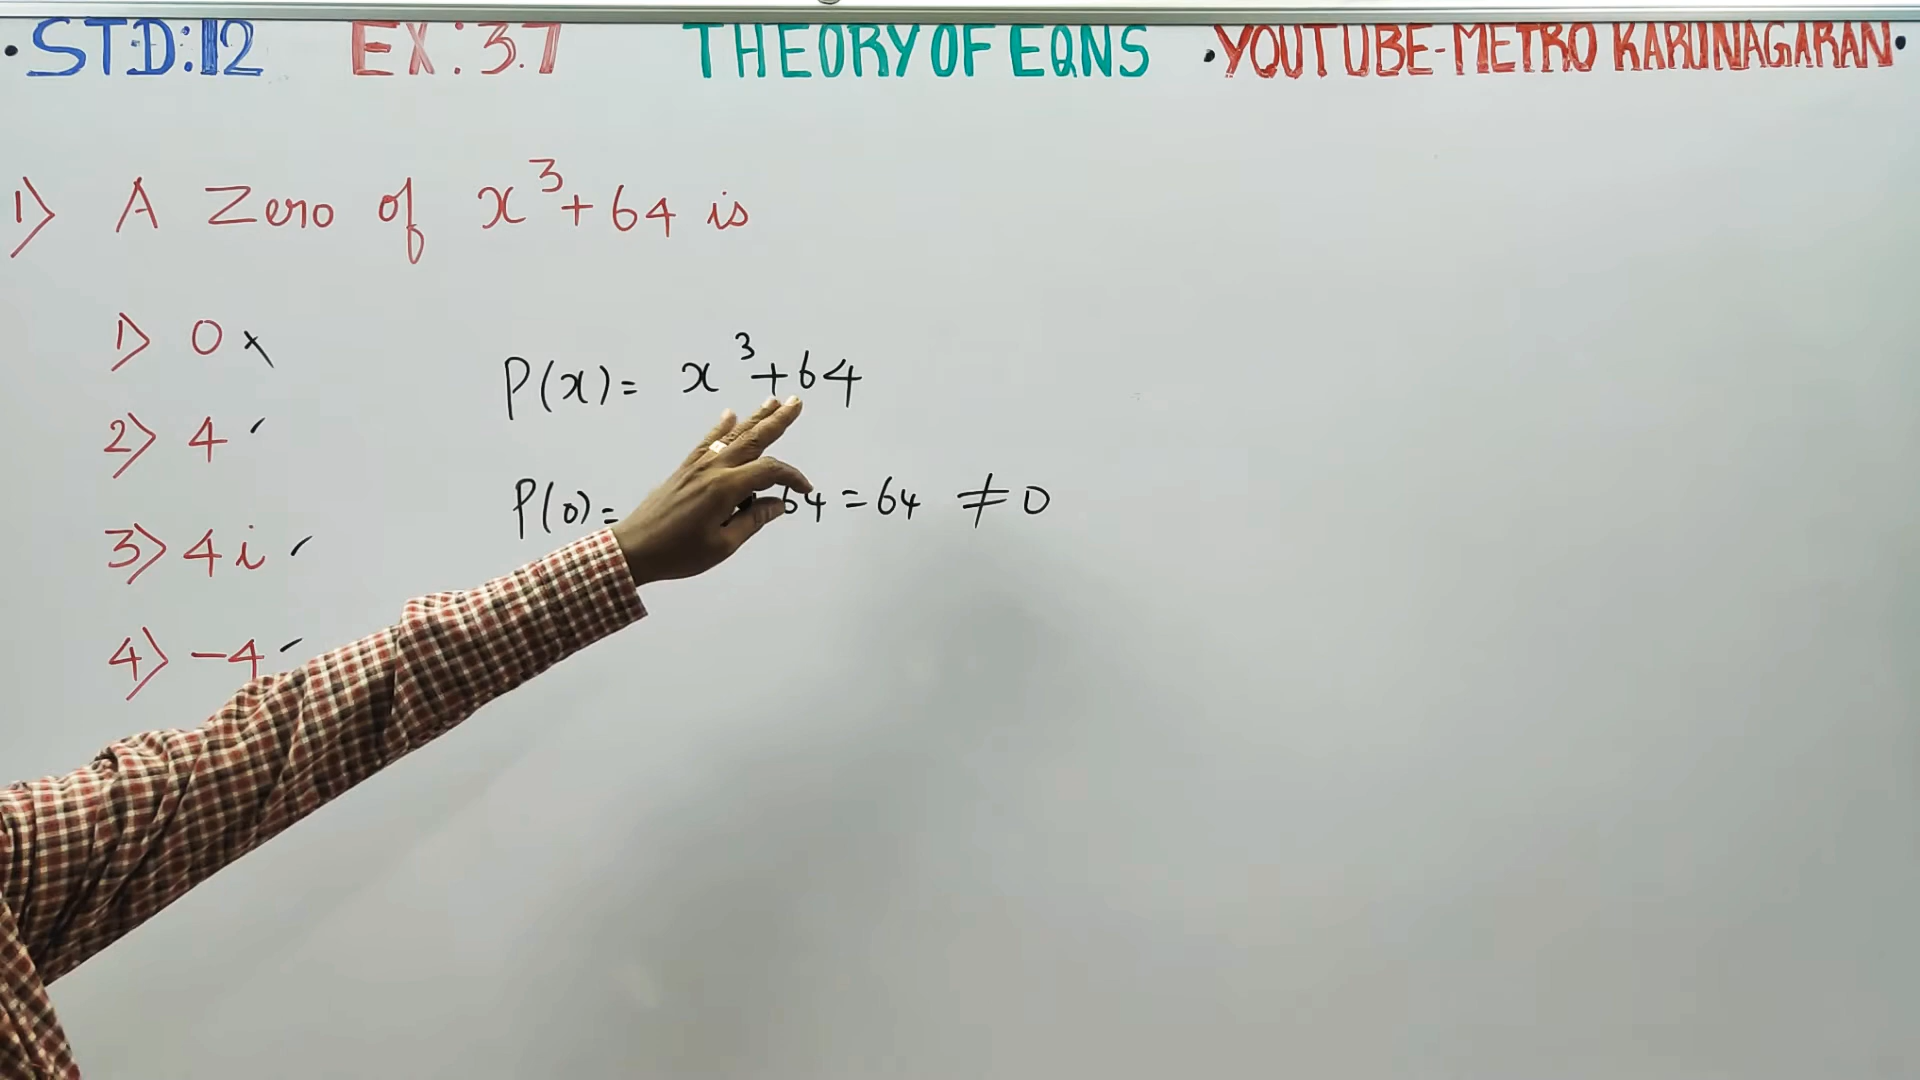 • STD:12 EX:3.7 THEORY OF EQNS • YOUTUBE-METRO KARUNAGARAN •
1) A Zero of x³+64 is
1) 0 x
2) 4 ✓
3) 4i ✓
4) -4 ✓
P(x) = x³+64
P(0) = 64 = 64 ≠ 0